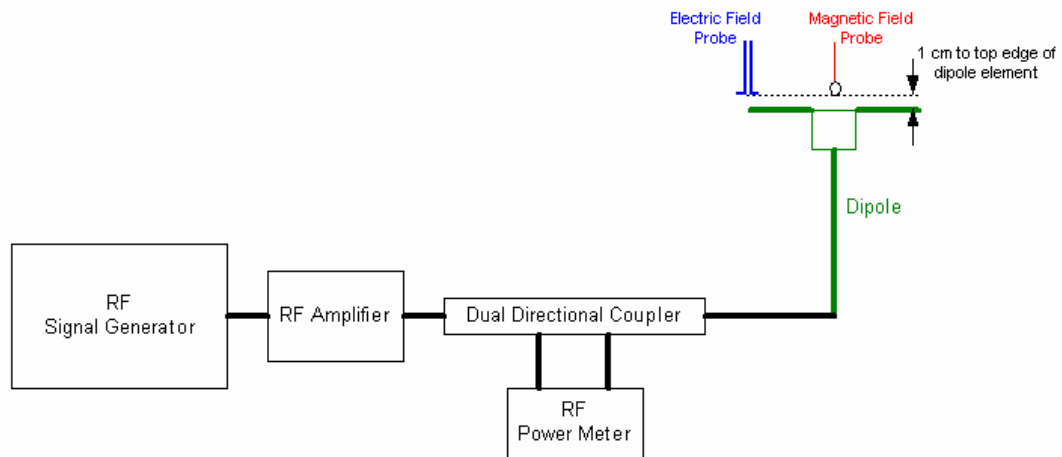 Electric Field
Probe
Magnetic Field
Probe
1 cm to top edge of
dipole element
Dipole
RF
Signal Generator
RF Amplifier
Dual Directional Coupler
RF
Power Meter